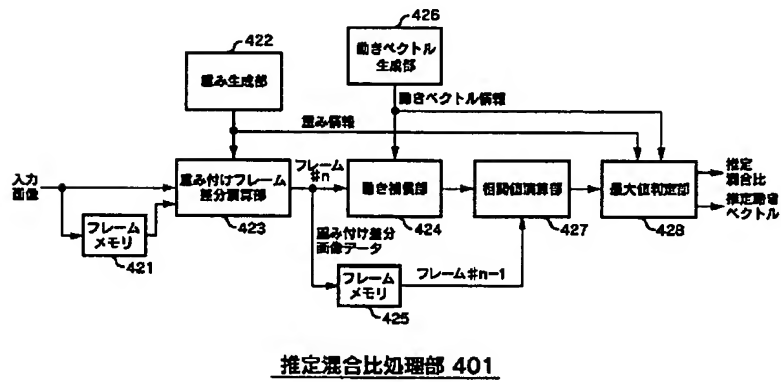 426
422
動きベクトル
生成部
重み生成部
動きベクトル情報
重み情報
入力
画像
重み付けフレーム
差分演算部
423
フレーム
#n
動き補償部
424
相関値演算部
427
最大値判定部
428
推定
混合比
推定動き
ベクトル
フレーム
メモリ
421
重み付け差分
画像データ
フレーム
メモリ
425
フレーム#n-1
推定混合比処理部 401